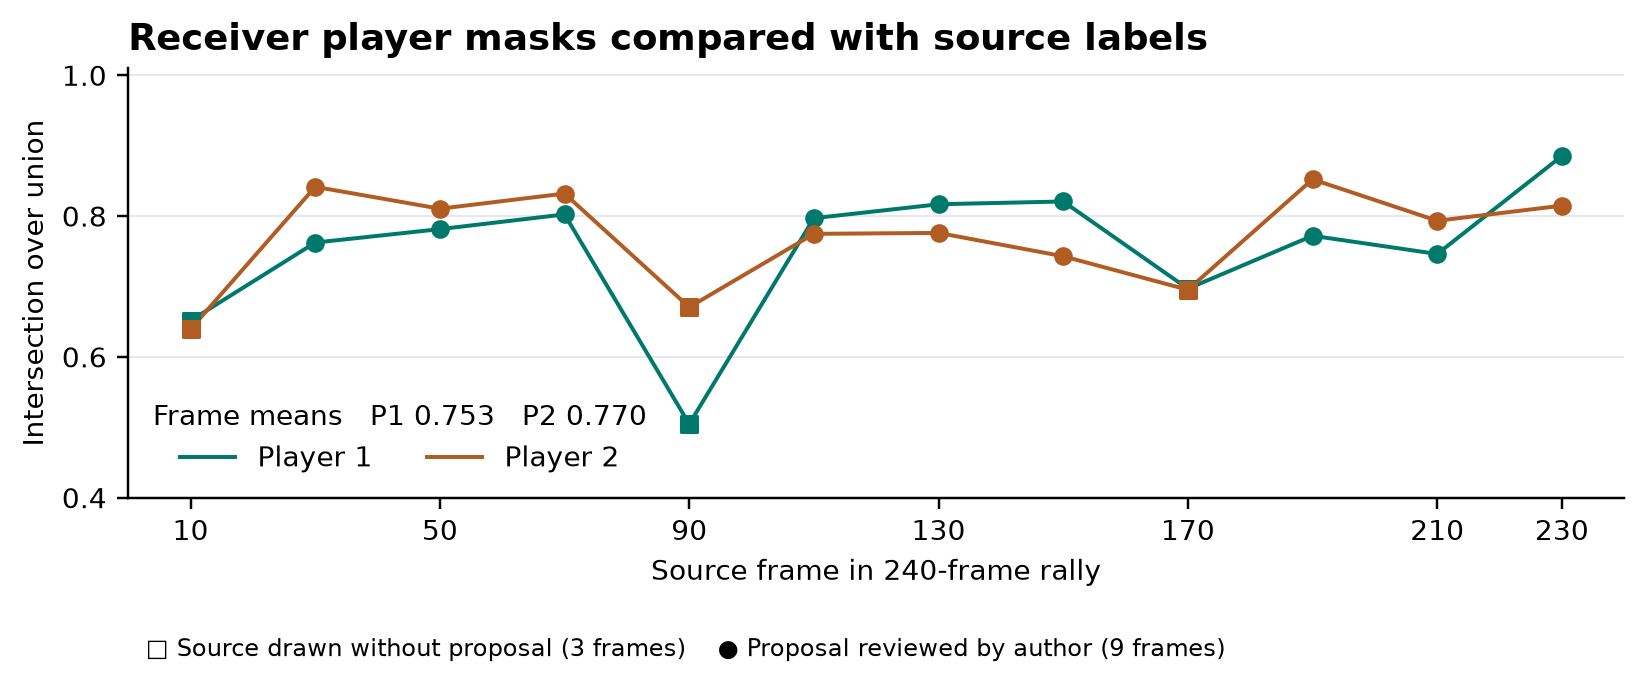 Receiver player masks compared with source labels
Intersection over union
1.0
0.8
0.6
0.4
Frame means P1 0.753 P2 0.770
Player 1 Player 2
10 50 90 130 170 210 230
Source frame in 240-frame rally
□ Source drawn without proposal (3 frames) ● Proposal reviewed by author (9 frames)